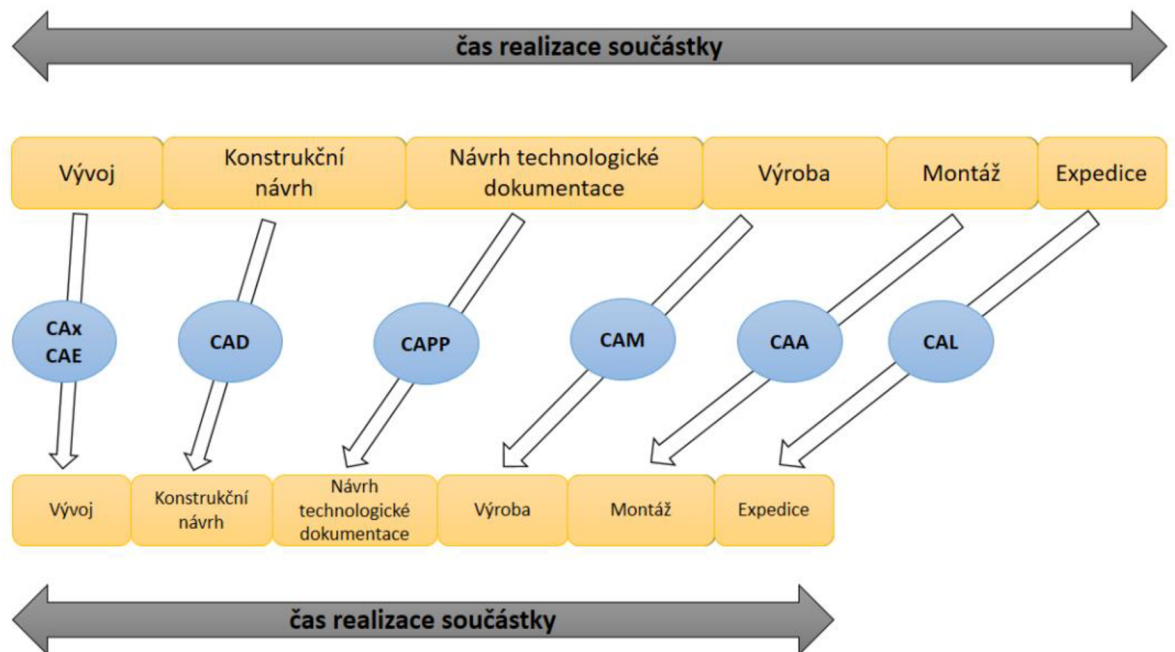 čas realizace součástky
Vývoj
Konstrukční
návrh
Návrh technologické
dokumentace
Výroba
Montáž
Expedice
CAx
CAE
CAD
CAPP
CAM
CAA
CAL
Vývoj
Konstrukční
návrh
Návrh
technologické
dokumentace
Výroba
Montáž
Expedice
čas realizace součástky